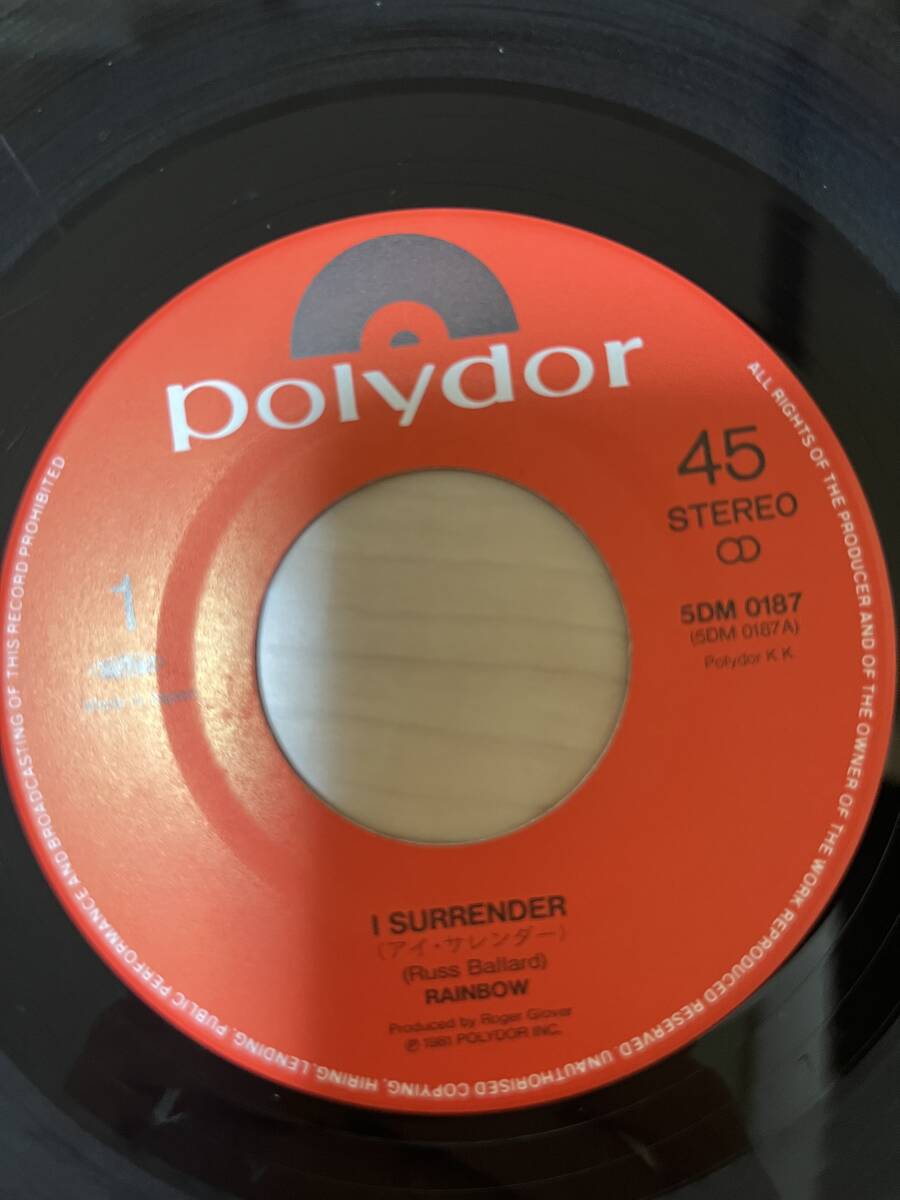 polydor
45
STEREO
5DM 0187
(5DM 0187A)
Polydor K.K.
1
I SURRENDER
(アイ・サレンダー)
(Russ Ballard)
RAINBOW
Produced by Roger Glover
℗ 1981 POLYDOR INC.
ALL RIGHTS OF THE PRODUCER AND OF THE OWNER OF THE WORK REPRODUCED RESERVED. UNAUTHORISED COPYING, HIRING, LENDING, PUBLIC PERFORMANCE AND BROADCASTING OF THIS RECORD PROHIBITED